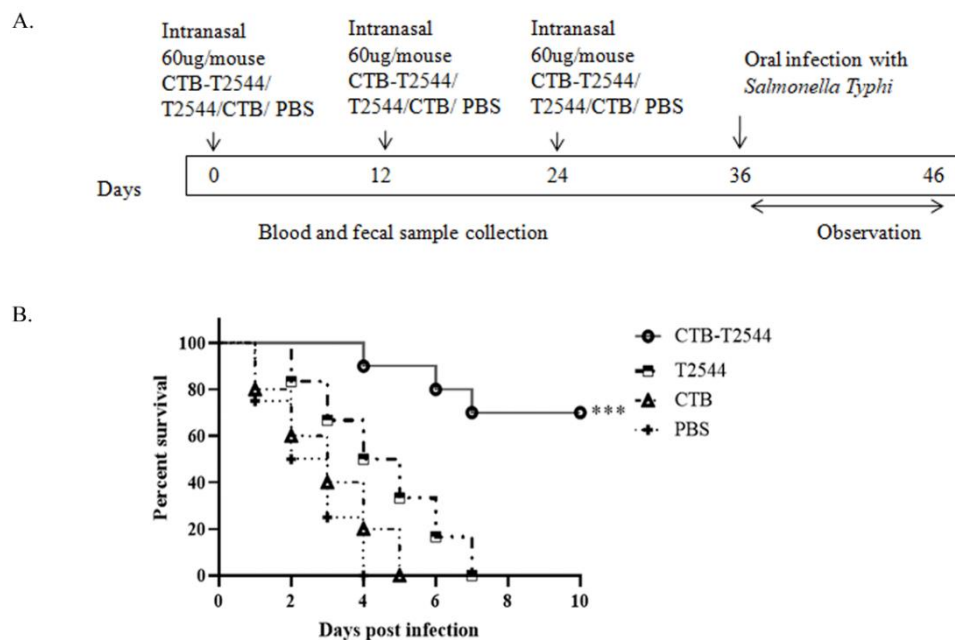 A.
Intranasal
60ug/mouse
CTB-T2544/
T2544/CTB/ PBS
Intranasal
60ug/mouse
CTB-T2544/
T2544/CTB/ PBS
Intranasal
60ug/mouse
CTB-T2544/
T2544/CTB/ PBS
Oral infection with
Salmonella Typhi
Days
0 12 24 36 46
Blood and fecal sample collection
Observation
B.
Percent survival
100
80
60
40
20
0
0 2 4 6 8 10
Days post infection
***
CTB-T2544
T2544
CTB
PBS